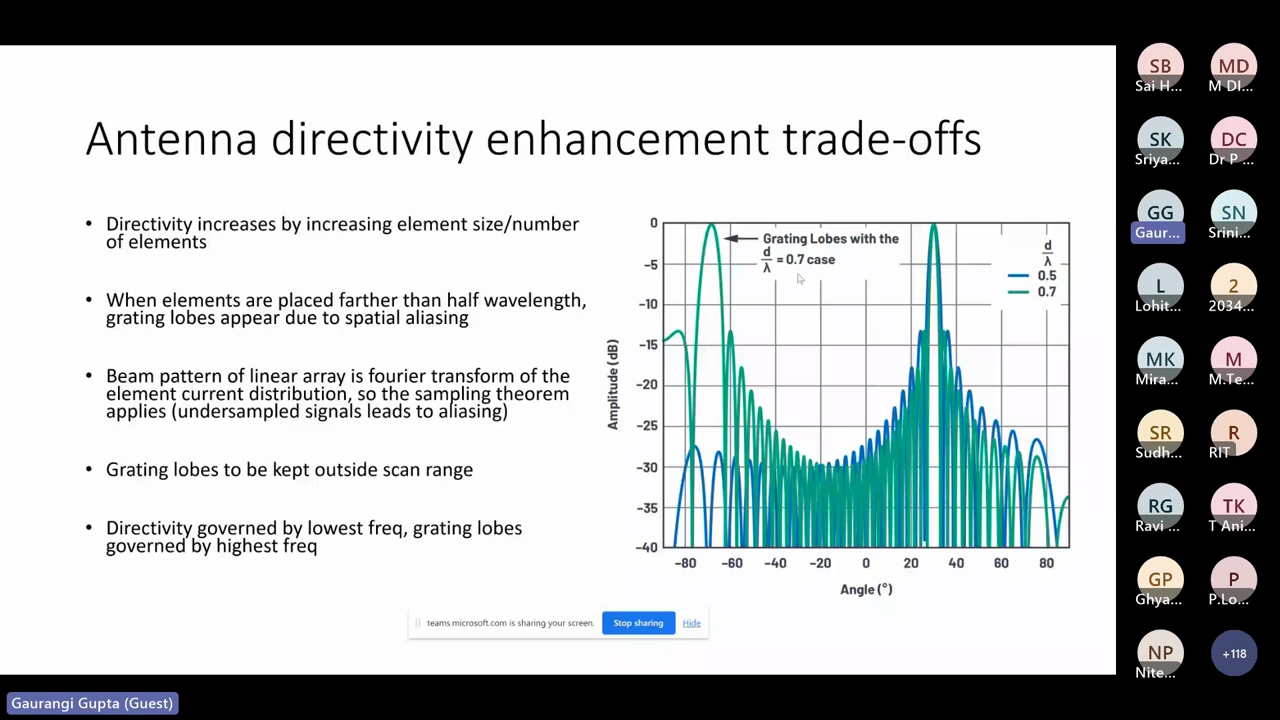 Antenna directivity enhancement trade-offs
• Directivity increases by increasing element size/number
of elements
• When elements are placed farther than half wavelength,
grating lobes appear due to spatial aliasing
• Beam pattern of linear array is fourier transform of the
element current distribution, so the sampling theorem
applies (undersampled signals leads to aliasing)
• Grating lobes to be kept outside scan range
• Directivity governed by lowest freq, grating lobes
governed by highest freq
Amplitude (dB)
0
−5
−10
−15
−20
−25
−30
−35
−40
Grating Lobes with the
d/λ = 0.7 case
d/λ
0.5
0.7
−80 −60 −40 −20 0 20 40 60 80
Angle (°)
teams.microsoft.com is sharing your screen. Stop sharing Hide
SB MD
Sai H... M DI...
SK DC
Sriya... Dr P ...
GG SN
Gaur... Srini...
L 2
Lohit... 2034...
MK M
Mira... M.Te...
SR R
Sudh... RIT
RG TK
Ravi ... T Ani...
GP P
Ghya... P.Lo...
NP +118
Nite...
Gaurangi Gupta (Guest)